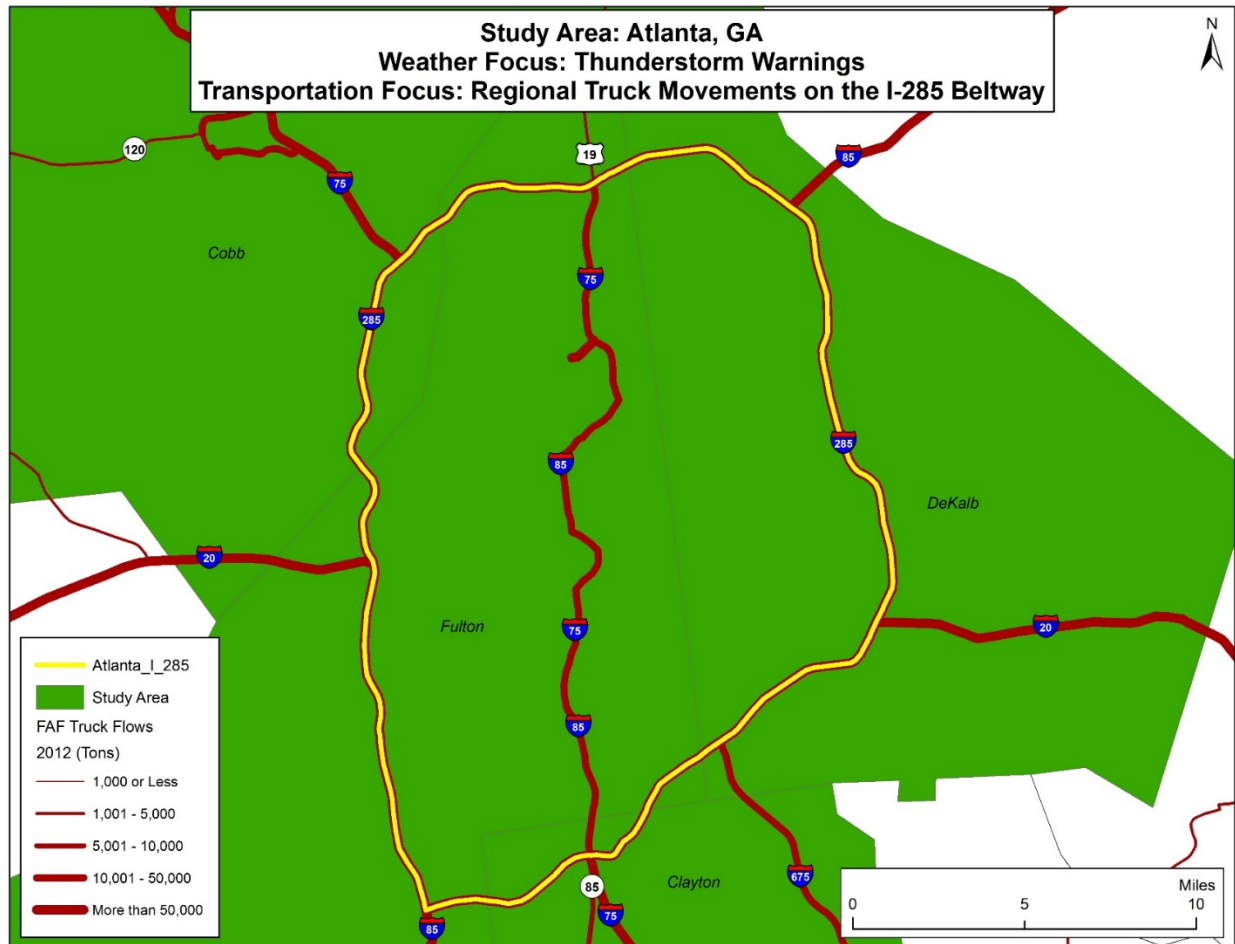 Study Area: Atlanta, GA
Weather Focus: Thunderstorm Warnings
Transportation Focus: Regional Truck Movements on the I-285 Beltway
N
120
19
85
75
Cobb
75
285
285
85
DeKalb
20
Fulton
75
20
85
Atlanta_I_285
Study Area
FAF Truck Flows
2012 (Tons)
1,000 or Less
1,001 - 5,000
5,001 - 10,000
10,001 - 50,000
More than 50,000
675
Clayton
85
75
85
Miles
0 5 10